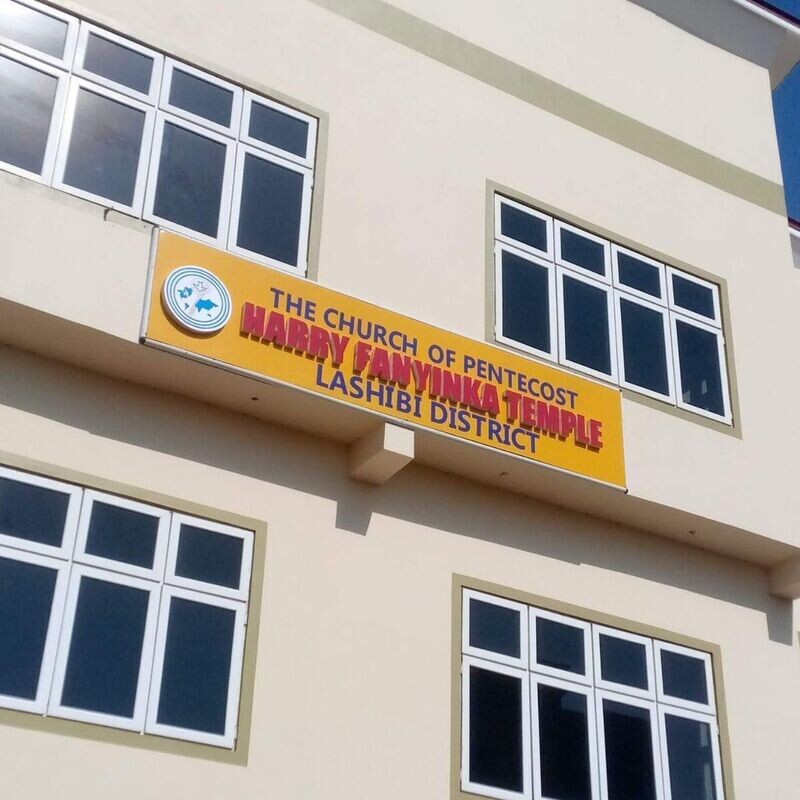 THE CHURCH OF PENTECOST
HARRY FANYINKA TEMPLE
LASHIBI DISTRICT